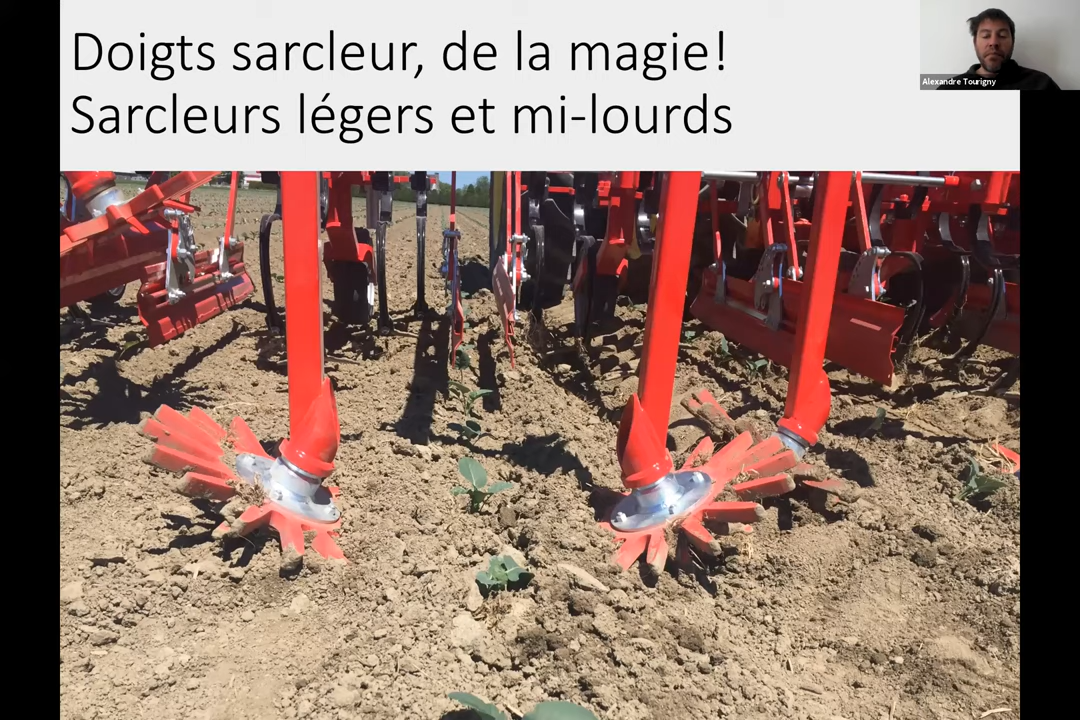 Doigts sarcleur, de la magie!
Sarcleurs légers et mi-lourds
Alexandre Tourigny